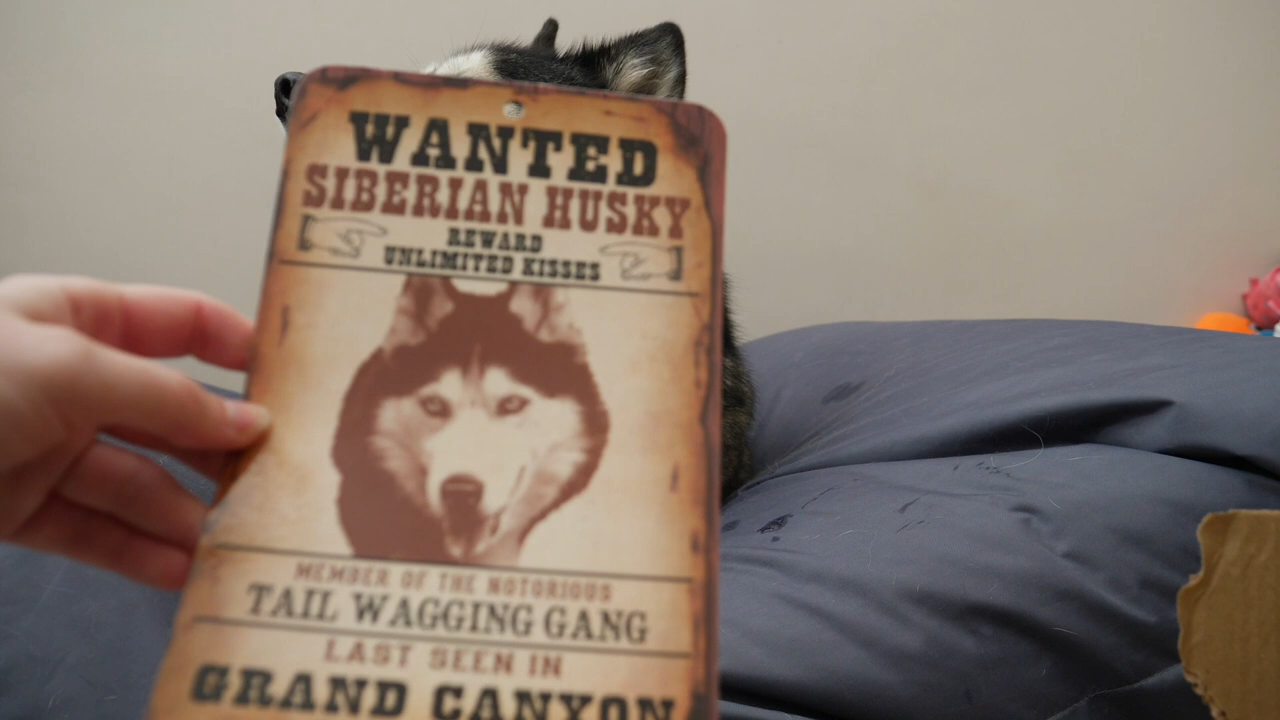 WANTED
SIBERIAN HUSKY
REWARD
UNLIMITED KISSES
MEMBER OF THE NOTORIOUS
TAIL WAGGING GANG
LAST SEEN IN
GRAND CANYON